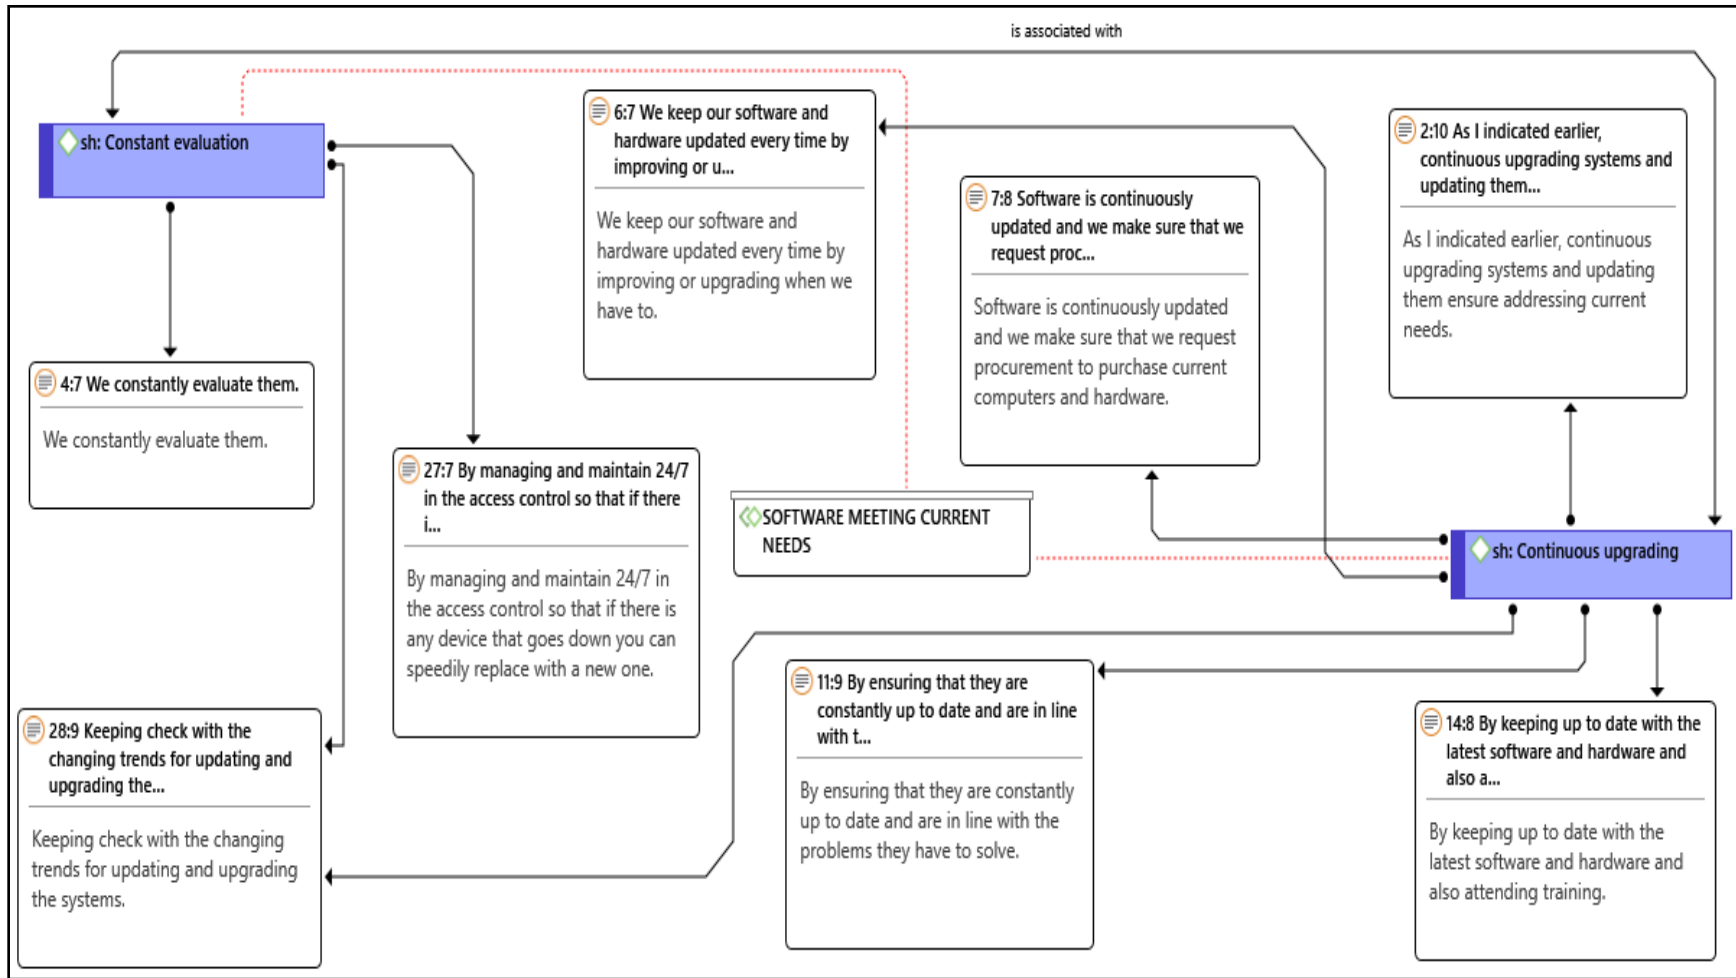 is associated with
sh: Constant evaluation
6:7 We keep our software and
hardware updated every time by
improving or u...
We keep our software and
hardware updated every time by
improving or upgrading when we
have to.
7:8 Software is continuously
updated and we make sure that we
request proc...
Software is continuously updated
and we make sure that we request
procurement to purchase current
computers and hardware.
2:10 As I indicated earlier,
continuous upgrading systems and
updating them...
As I indicated earlier, continuous
upgrading systems and updating
them ensure addressing current
needs.
4:7 We constantly evaluate them.
We constantly evaluate them.
27:7 By managing and maintain 24/7
in the access control so that if there
i...
By managing and maintain 24/7 in
the access control so that if there is
any device that goes down you can
speedily replace with a new one.
SOFTWARE MEETING CURRENT
NEEDS
sh: Continuous upgrading
28:9 Keeping check with the
changing trends for updating and
upgrading the...
Keeping check with the changing
trends for updating and upgrading
the systems.
11:9 By ensuring that they are
constantly up to date and are in line
with t...
By ensuring that they are constantly
up to date and are in line with the
problems they have to solve.
14:8 By keeping up to date with the
latest software and hardware and
also a...
By keeping up to date with the
latest software and hardware and
also attending training.